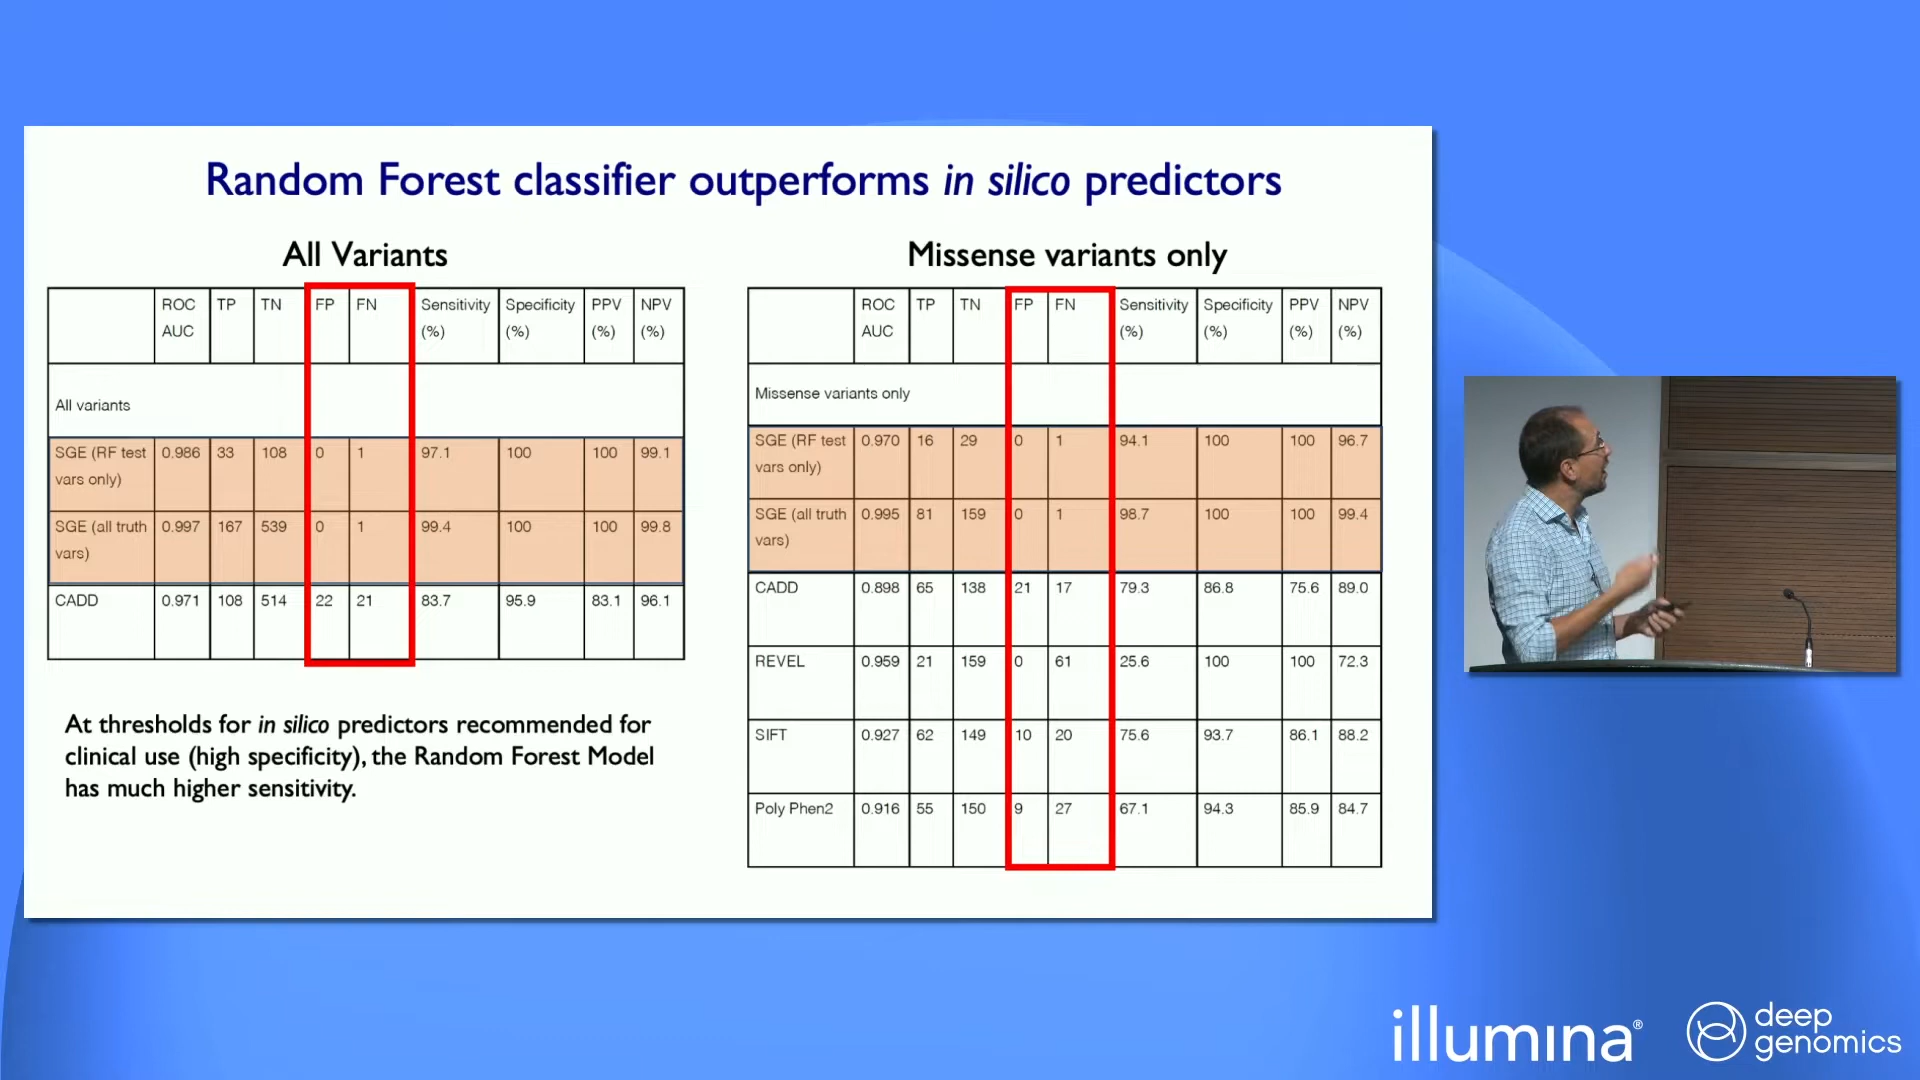 Random Forest classifier outperforms in silico predictors
All Variants
ROC AUC TP TN FP FN Sensitivity (%) Specificity (%) PPV (%) NPV (%)
All variants
SGE (RF test vars only) 0.986 33 108 0 1 97.1 100 100 99.1
SGE (all truth vars) 0.997 167 539 0 1 99.4 100 100 99.8
CADD 0.971 108 514 22 21 83.7 95.9 83.1 96.1
At thresholds for in silico predictors recommended for
clinical use (high specificity), the Random Forest Model
has much higher sensitivity.
Missense variants only
ROC AUC TP TN FP FN Sensitivity (%) Specificity (%) PPV (%) NPV (%)
Missense variants only
SGE (RF test vars only) 0.970 16 29 0 1 94.1 100 100 96.7
SGE (all truth vars) 0.995 81 159 0 1 98.7 100 100 99.4
CADD 0.898 65 138 21 17 79.3 86.8 75.6 89.0
REVEL 0.959 21 159 0 61 25.6 100 100 72.3
SIFT 0.927 62 149 10 20 75.6 93.7 86.1 88.2
Poly Phen2 0.916 55 150 9 27 67.1 94.3 85.9 84.7
illumina®
deep
genomics